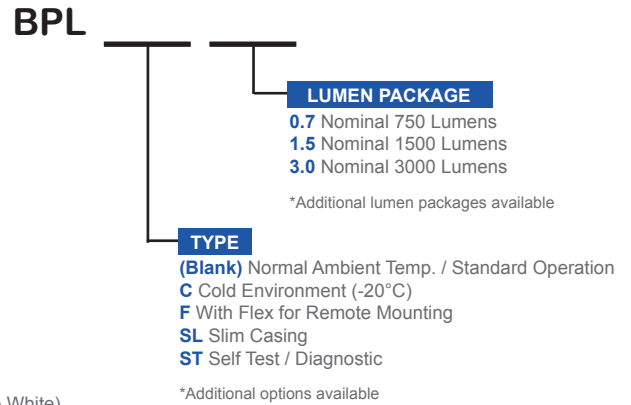 BPL
LUMEN PACKAGE
0.7 Nominal 750 Lumens
1.5 Nominal 1500 Lumens
3.0 Nominal 3000 Lumens
*Additional lumen packages available
TYPE
(Blank) Normal Ambient Temp. / Standard Operation
C Cold Environment (-20°C)
F With Flex for Remote Mounting
SL Slim Casing
ST Self Test / Diagnostic
*Additional options available
White)